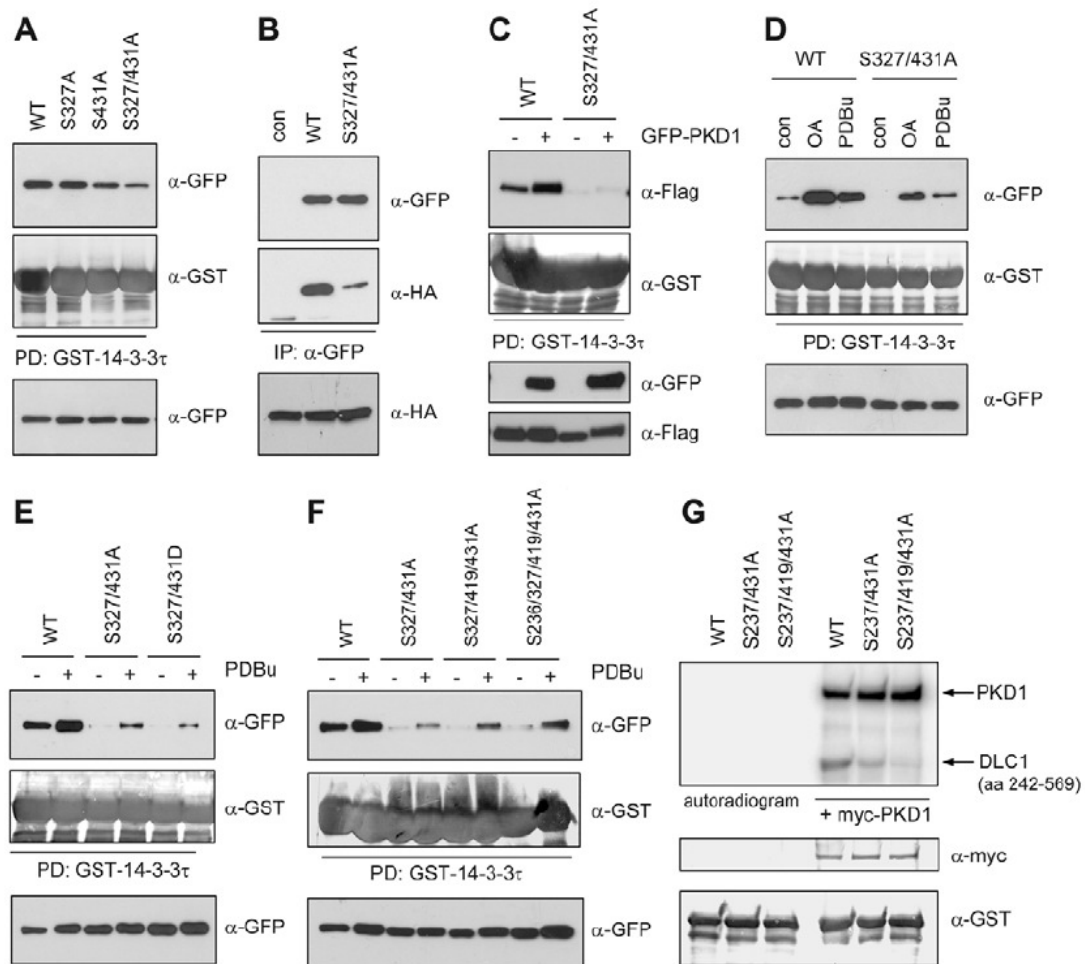 A
WT
S327A
S431A
S327/431A
α-GFP
α-GST
PD: GST-14-3-3τ
α-GFP
B
con
WT
S327/431A
α-GFP
α-HA
IP: α-GFP
α-HA
C
WT
S327/431A
- + - + GFP-PKD1
α-Flag
α-GST
PD: GST-14-3-3τ
α-GFP
α-Flag
D
WT S327/431A
con OA PDBu con OA PDBu
α-GFP
α-GST
PD: GST-14-3-3τ
α-GFP
E
WT
S327/431A
S327/431D
- + - + - + PDBu
α-GFP
α-GST
PD: GST-14-3-3τ
α-GFP
F
WT
S327/431A
S327/419/431A
S236/327/419/431A
- + - + - + - + PDBu
α-GFP
α-GST
PD: GST-14-3-3τ
α-GFP
G
WT
S237/431A
S237/419/431A
WT
S237/431A
S237/419/431A
PKD1
DLC1
(aa 242-569)
autoradiogram
+ myc-PKD1
α-myc
α-GST